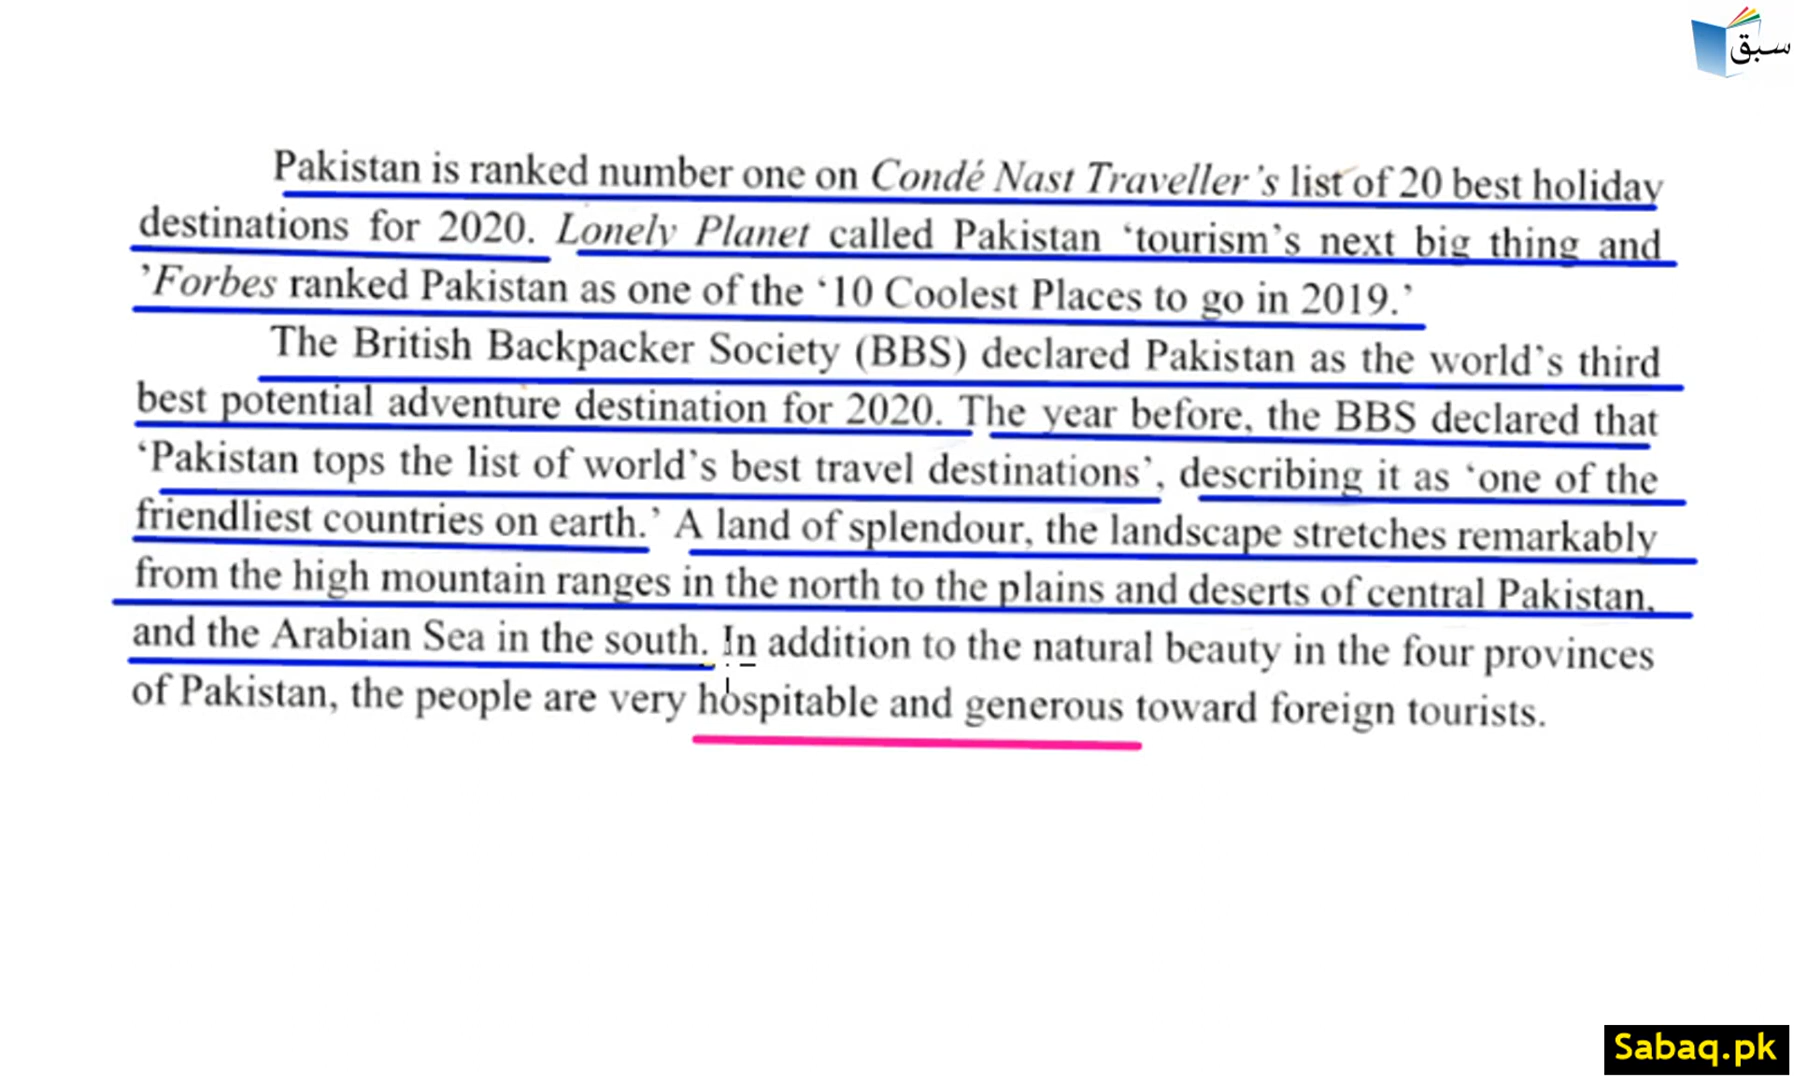 سبق
Pakistan is ranked number one on Condé Nast Traveller's list of 20 best holiday
destinations for 2020. Lonely Planet called Pakistan ‘tourism’s next big thing and
’Forbes ranked Pakistan as one of the ‘10 Coolest Places to go in 2019.’
The British Backpacker Society (BBS) declared Pakistan as the world’s third
best potential adventure destination for 2020. The year before, the BBS declared that
‘Pakistan tops the list of world’s best travel destinations’, describing it as ‘one of the
friendliest countries on earth.’ A land of splendour, the landscape stretches remarkably
from the high mountain ranges in the north to the plains and deserts of central Pakistan,
and the Arabian Sea in the south. In addition to the natural beauty in the four provinces
of Pakistan, the people are very hospitable and generous toward foreign tourists.
Sabaq.pk